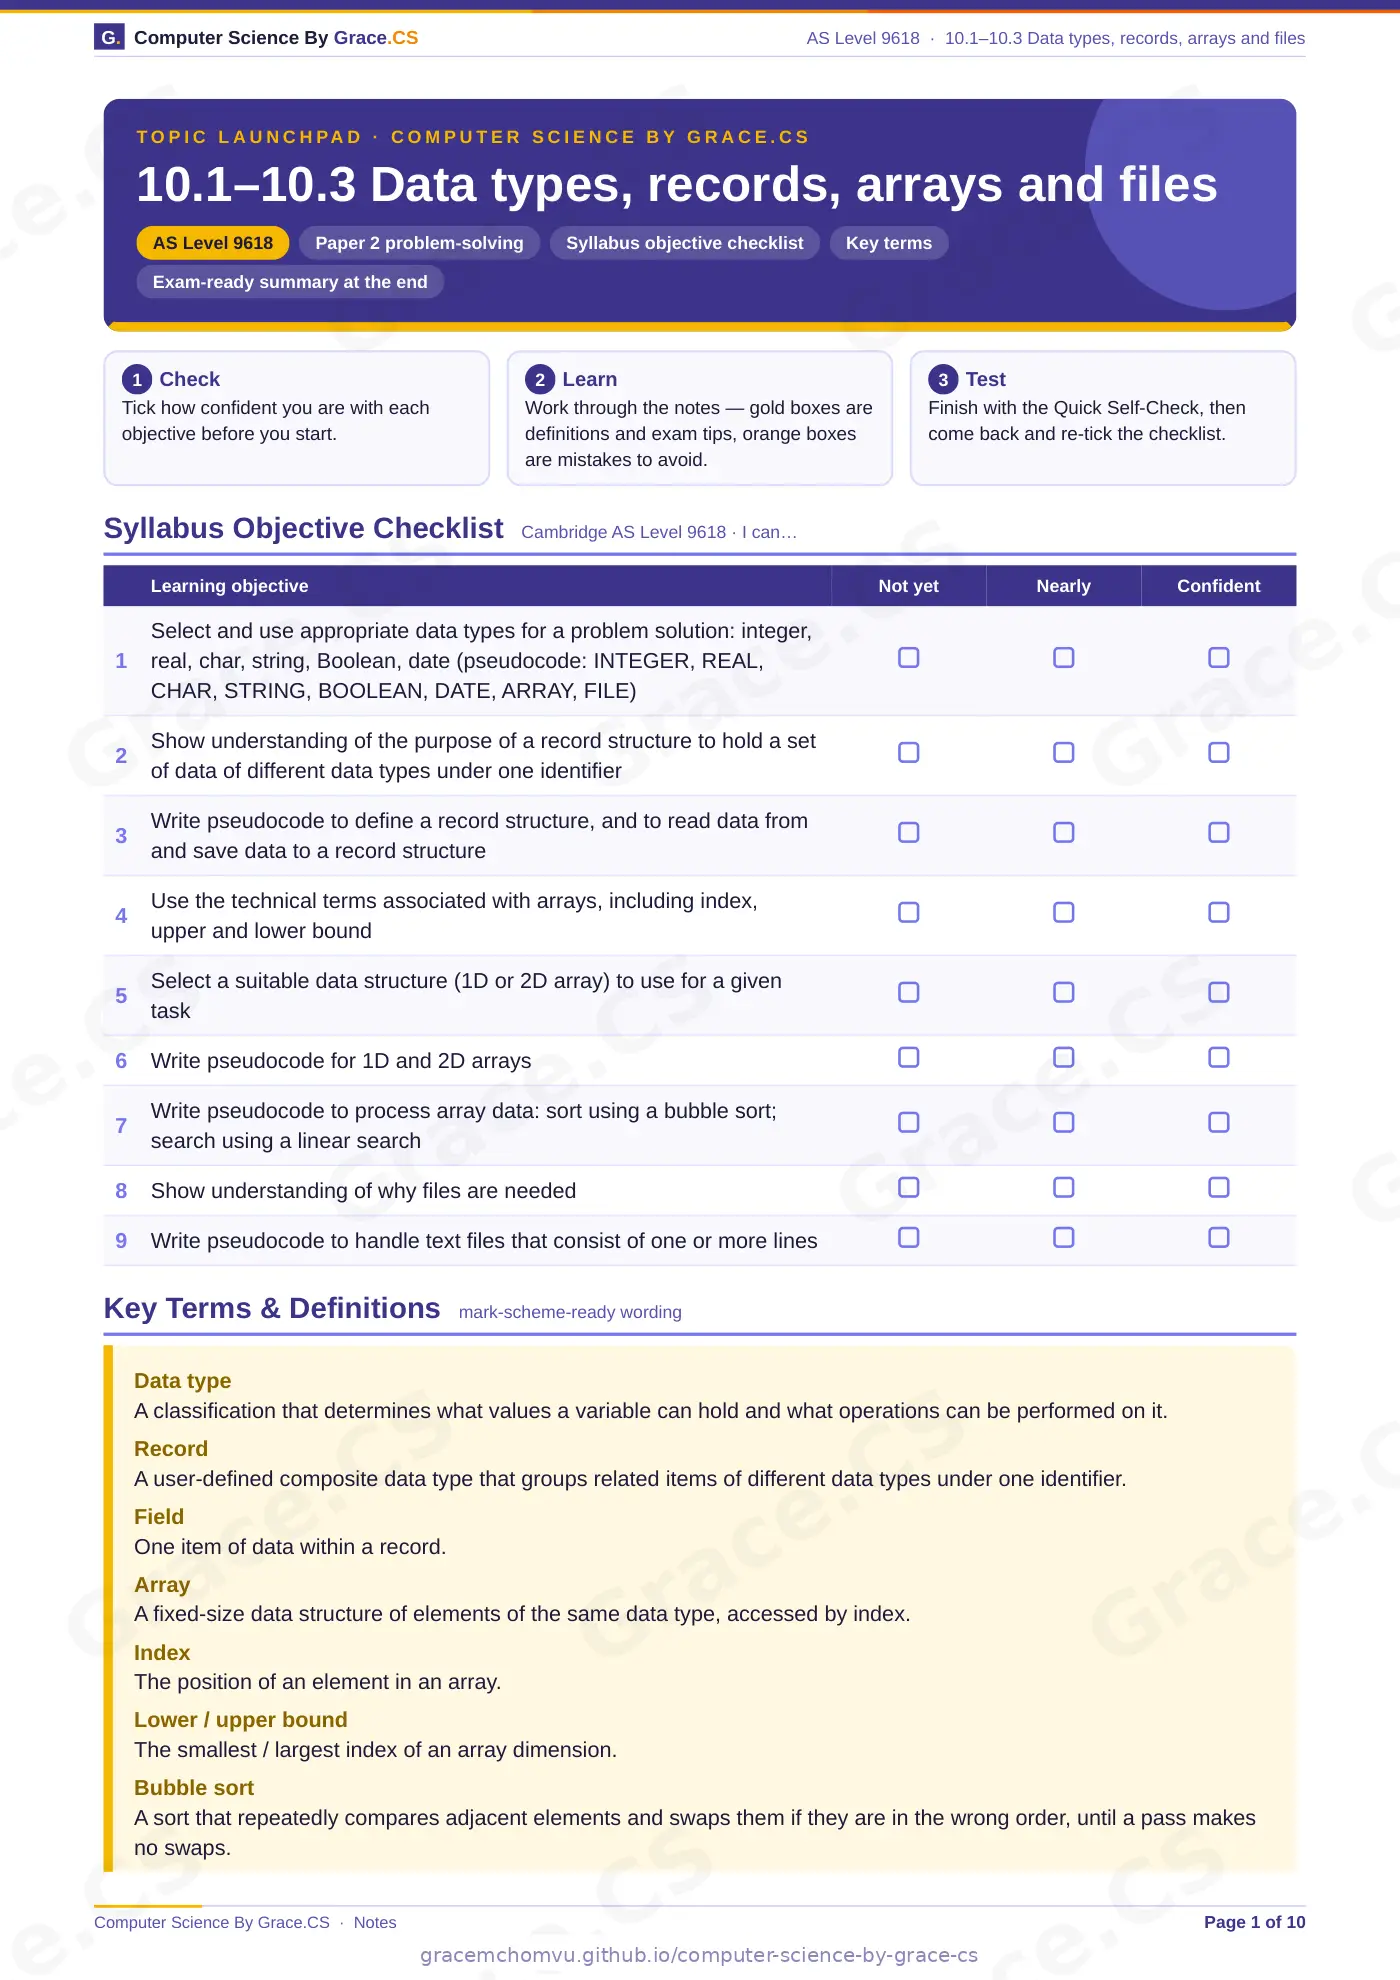 G. Computer Science By Grace.CS
AS Level 9618 · 10.1–10.3 Data types, records, arrays and files
TOPIC LAUNCHPAD · COMPUTER SCIENCE BY GRACE.CS
10.1–10.3 Data types, records, arrays and files
AS Level 9618
Paper 2 problem-solving
Syllabus objective checklist
Key terms
Exam-ready summary at the end
1 Check
Tick how confident you are with each
objective before you start.
2 Learn
Work through the notes — gold boxes are
definitions and exam tips, orange boxes
are mistakes to avoid.
3 Test
Finish with the Quick Self-Check, then
come back and re-tick the checklist.
Syllabus Objective Checklist Cambridge AS Level 9618 · I can…
Learning objective Not yet Nearly Confident
1 Select and use appropriate data types for a problem solution: integer,
real, char, string, Boolean, date (pseudocode: INTEGER, REAL,
CHAR, STRING, BOOLEAN, DATE, ARRAY, FILE)
2 Show understanding of the purpose of a record structure to hold a set
of data of different data types under one identifier
3 Write pseudocode to define a record structure, and to read data from
and save data to a record structure
4 Use the technical terms associated with arrays, including index,
upper and lower bound
5 Select a suitable data structure (1D or 2D array) to use for a given
task
6 Write pseudocode for 1D and 2D arrays
7 Write pseudocode to process array data: sort using a bubble sort;
search using a linear search
8 Show understanding of why files are needed
9 Write pseudocode to handle text files that consist of one or more lines
Key Terms & Definitions mark-scheme-ready wording
Data type
A classification that determines what values a variable can hold and what operations can be performed on it.
Record
A user-defined composite data type that groups related items of different data types under one identifier.
Field
One item of data within a record.
Array
A fixed-size data structure of elements of the same data type, accessed by index.
Index
The position of an element in an array.
Lower / upper bound
The smallest / largest index of an array dimension.
Bubble sort
A sort that repeatedly compares adjacent elements and swaps them if they are in the wrong order, until a pass makes
no swaps.
Computer Science By Grace.CS · Notes
Page 1 of 10
gracemchomvu.github.io/computer-science-by-grace-cs